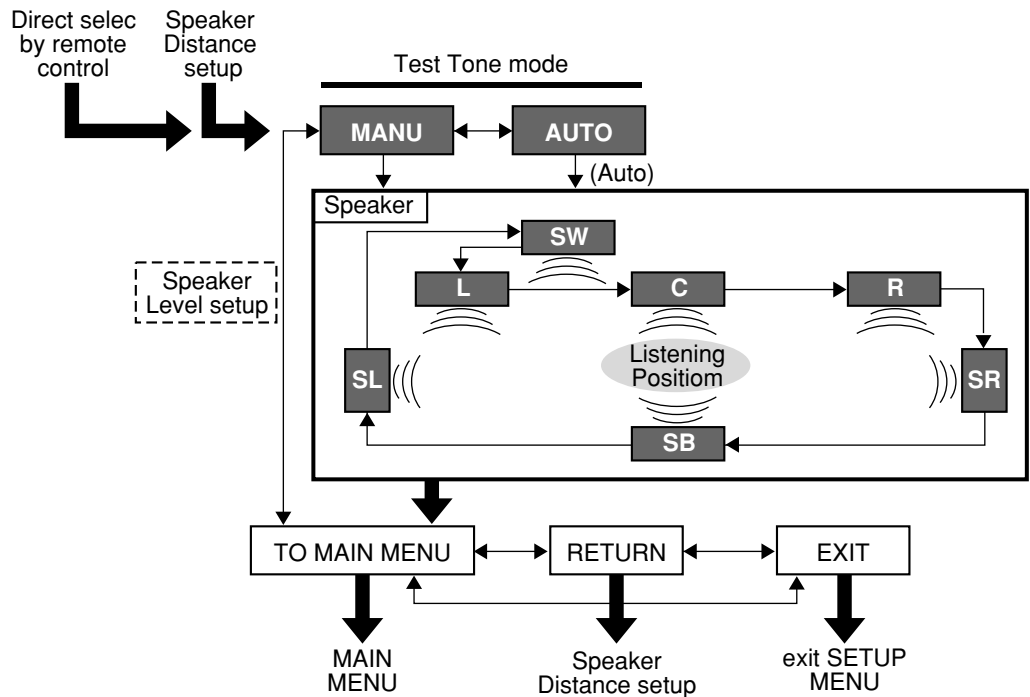 Direct selec
by remote
control
Speaker
Distance
setup
Test Tone mode
MANU
AUTO
(Auto)
Speaker
SW
L
C
R
Speaker
Level setup
Listening
Positiom
SL
SR
SB
TO MAIN MENU
RETURN
EXIT
MAIN
MENU
Speaker
Distance setup
exit SETUP
MENU